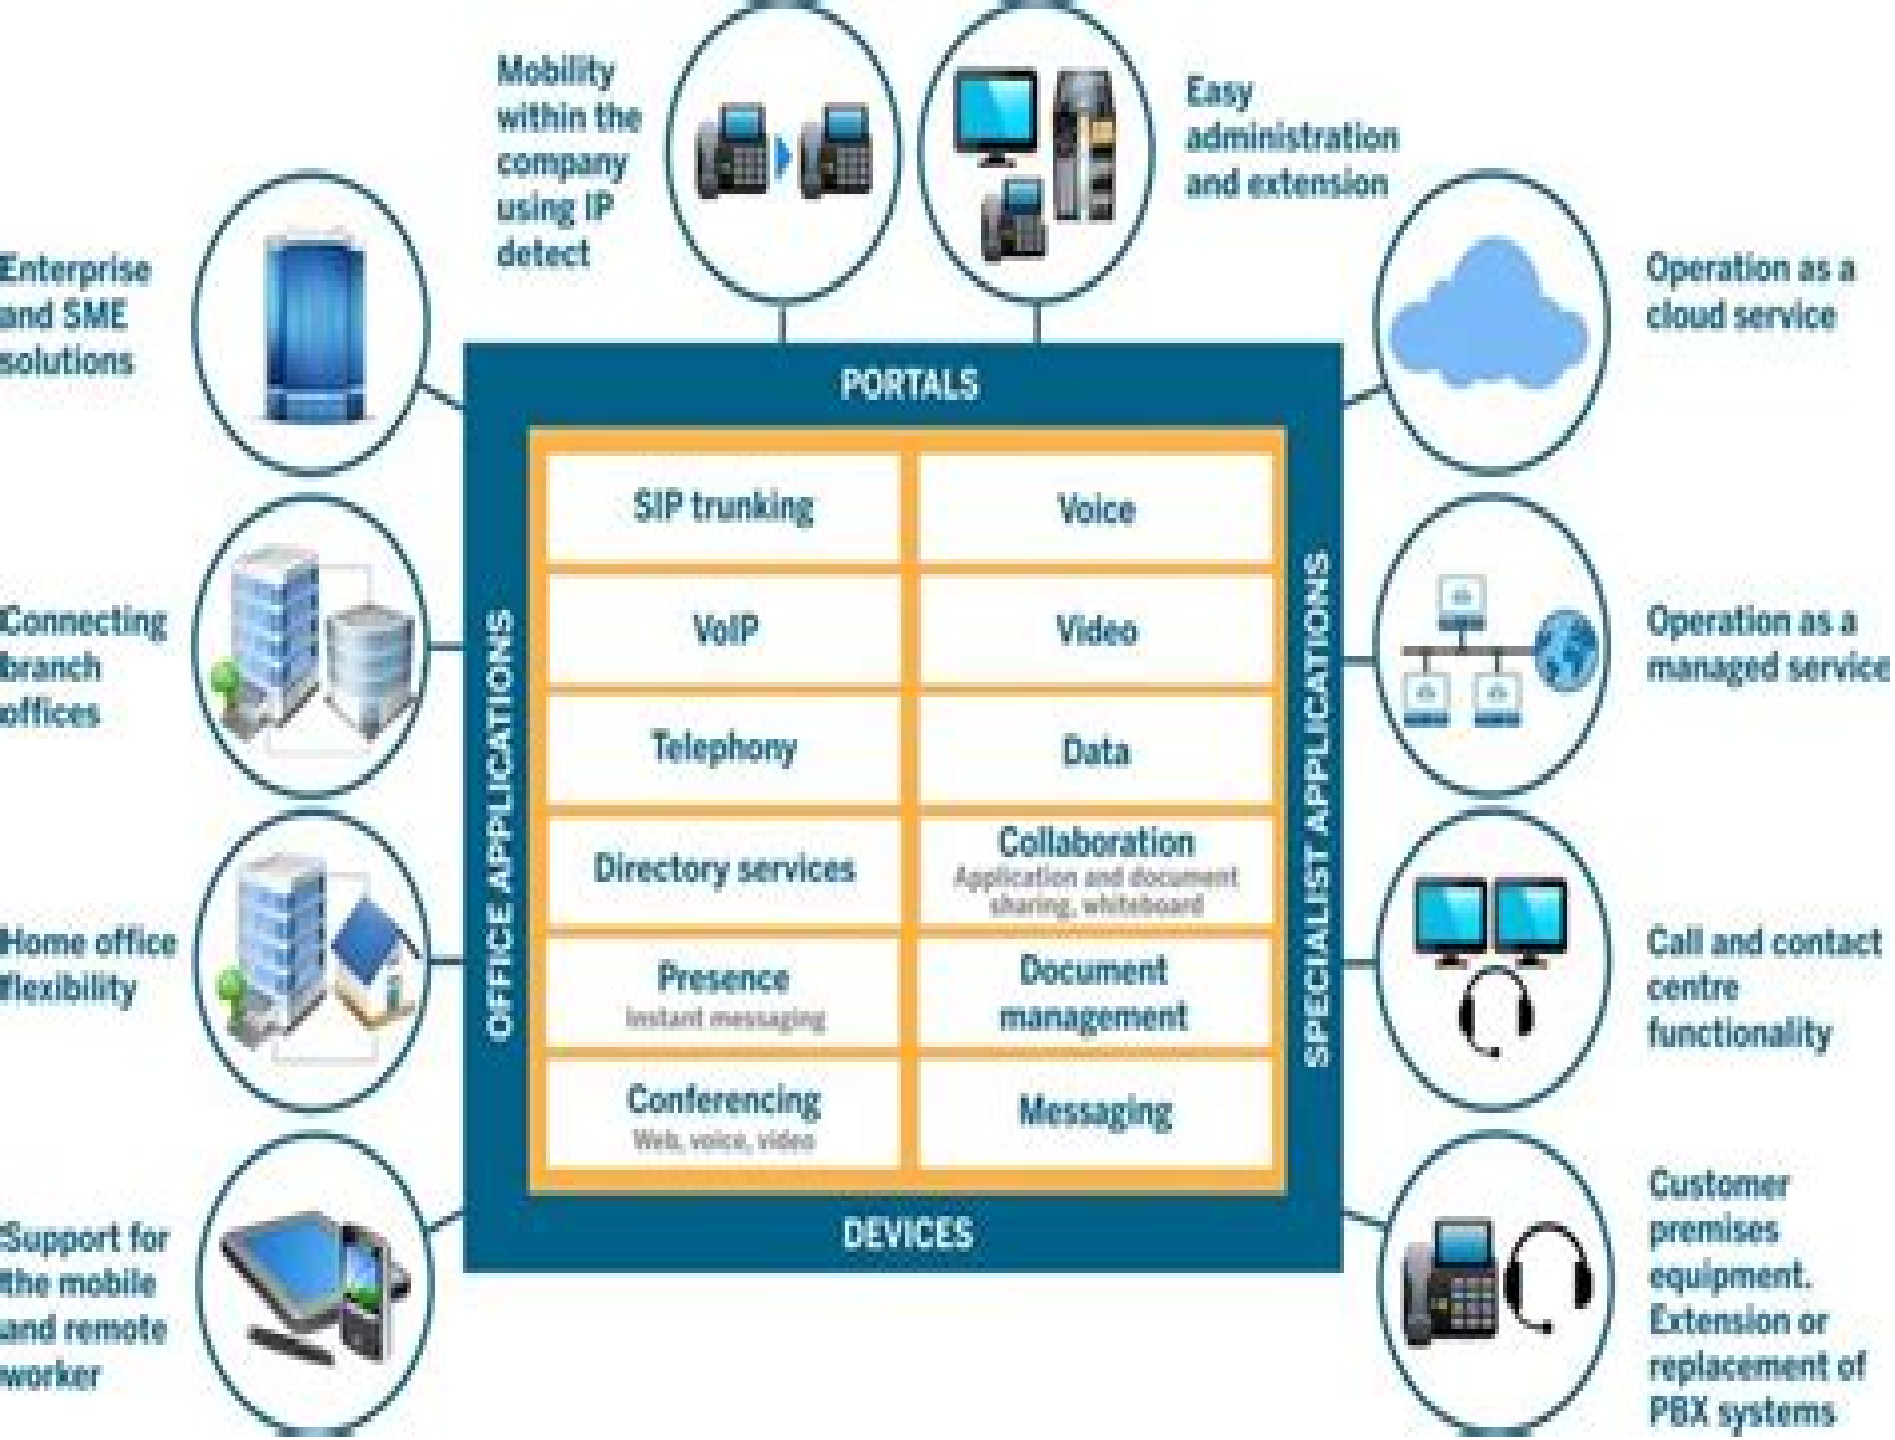 Mobility
within the
company
using IP
detect
Easy
administration
and extension
Enterprise
and SME
solutions
Operation as a
cloud service
PORTALS
Connecting
branch
offices
Operation as a
managed service
Home office
flexibility
Call and contact
centre
functionality
Support for
the mobile
and remote
worker
Customer
premises
equipment.
Extension or
replacement of
PBX systems
OFFICE APPLICATIONS
SPECIALIST APPLICATIONS
SIP trunking
Voice
VoIP
Video
Telephony
Data
Directory services
Collaboration
Application and document
sharing, whiteboard
Presence
Instant messaging
Document
management
Conferencing
Web, voice, video
Messaging
DEVICES